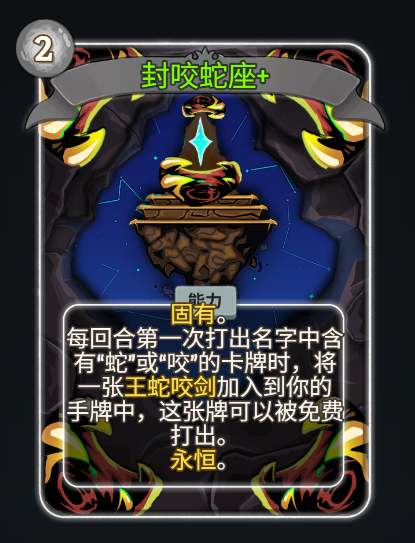 2
封咬蛇座+
能力
固有。
每回合第一次打出名字中含
有“蛇”或“咬”的卡牌时，将
一张王蛇咬剑加入到你的
手牌中，这张牌可以被免费
打出。
永恒。